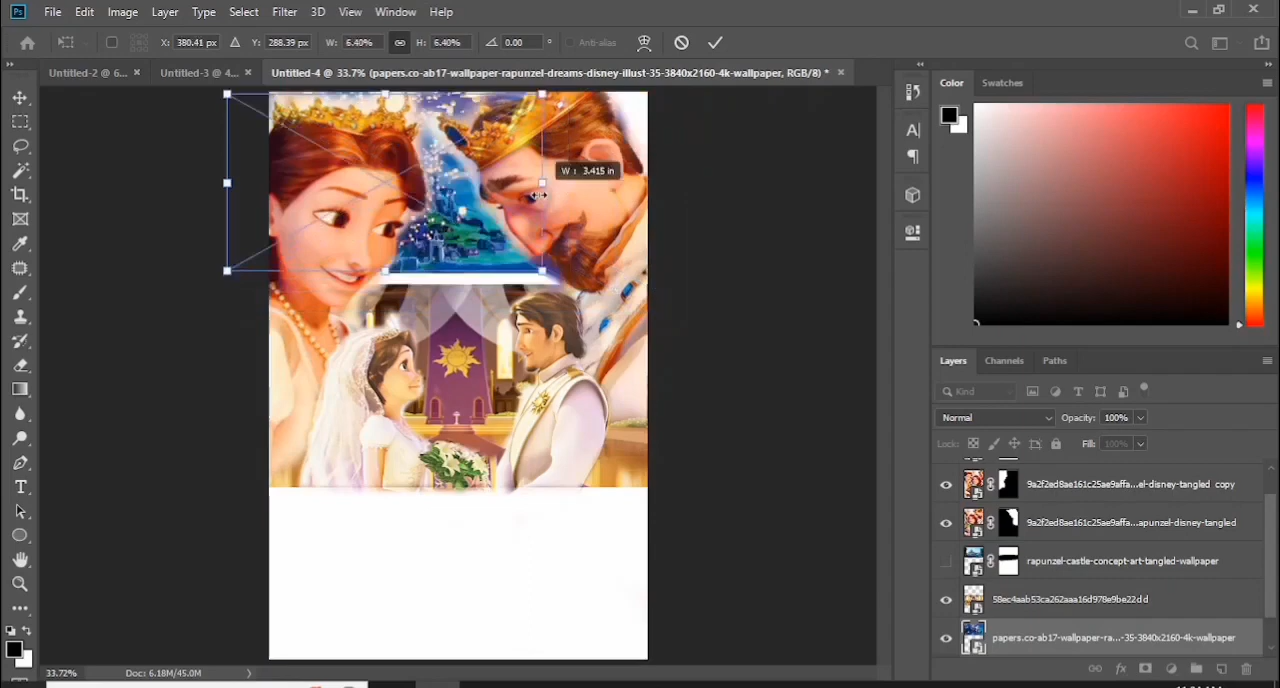 Ps File Edit Image Layer Type Select Filter 3D View Window Help
X: 380.41 px Y: 288.39 px W: 6.40% H: 6.40% 0.00 ° Anti-alias
Untitled-2 @ 6... × Untitled-3 @ 4... × Untitled-4 @ 33.7% (papers.co-ab17-wallpaper-rapunzel-dreams-disney-illust-35-3840x2160-4k-wallpaper, RGB/8) * ×
Color Swatches
W : 3.415 in
Layers Channels Paths
Kind
Normal Opacity: 100%
Lock: Fill: 100%
9a2f2ed8ae161c25ae9affa...el-disney-tangled copy
9a2f2ed8ae161c25ae9affa...apunzel-disney-tangled
rapunzel-castle-concept-art-tangled-wallpaper
58ec4aab53ca262aaa16d978e9be22dd
papers.co-ab17-wallpaper-ra...-35-3840x2160-4k-wallpaper
33.72% Doc: 6.18M/45.0M